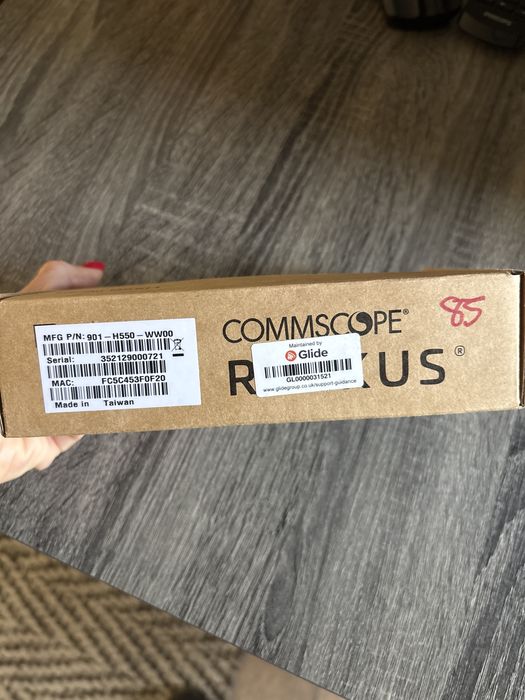 MFG P/N: 901-H550-WW00
Serial: 352129000721
MAC: FC5C453F0F20
Made in Taiwan
COMMSCOPE®
Maintained by
Glide
GL0000031521
www.glidegroup.co.uk/support-guidance
R KUS®
85